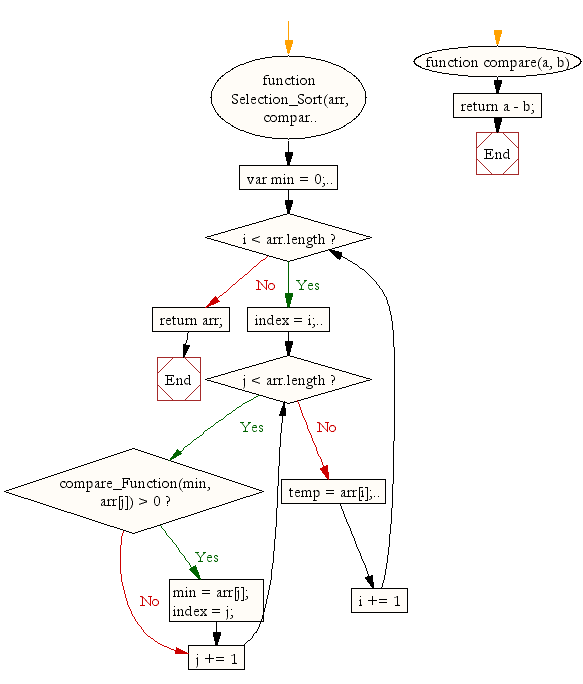 function
Selection_Sort(arr,
compar..
var min = 0;..
i < arr.length ?
No
Yes
return arr;
index = i;..
End
j < arr.length ?
Yes
No
compare_Function(min,
arr[j]) > 0 ?
temp = arr[i];..
Yes
No
min = arr[j];
index = j;
i += 1
j += 1
function compare(a, b)
return a - b;
End